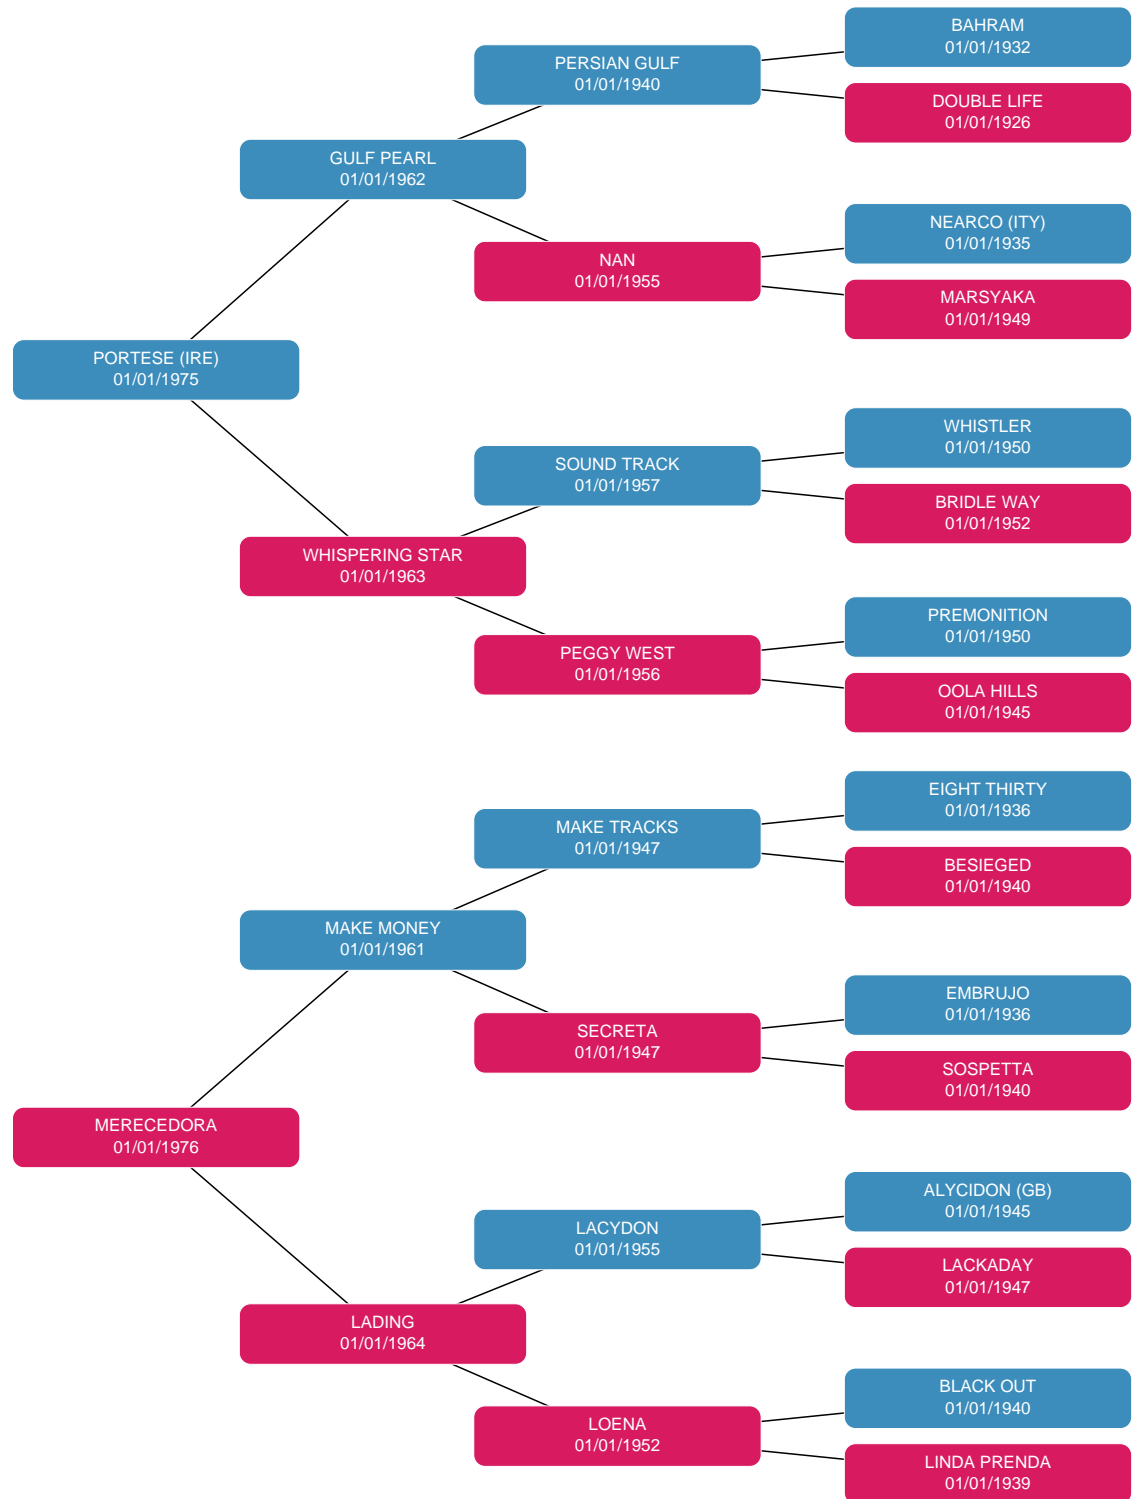 BAHRAM
01/01/1932
PERSIAN GULF
01/01/1940
DOUBLE LIFE
01/01/1926
GULF PEARL
01/01/1962
NEARCO (ITY)
01/01/1935
NAN
01/01/1955
MARSYAKA
01/01/1949
PORTESE (IRE)
01/01/1975
WHISTLER
01/01/1950
SOUND TRACK
01/01/1957
BRIDLE WAY
01/01/1952
WHISPERING STAR
01/01/1963
PREMONITION
01/01/1950
PEGGY WEST
01/01/1956
OOLA HILLS
01/01/1945
EIGHT THIRTY
01/01/1936
MAKE TRACKS
01/01/1947
BESIEGED
01/01/1940
MAKE MONEY
01/01/1961
EMBRUJO
01/01/1936
SECRETA
01/01/1947
SOSPETTA
01/01/1940
MERECEDORA
01/01/1976
ALYCIDON (GB)
01/01/1945
LACYDON
01/01/1955
LACKADAY
01/01/1947
LADING
01/01/1964
BLACK OUT
01/01/1940
LOENA
01/01/1952
LINDA PRENDA
01/01/1939